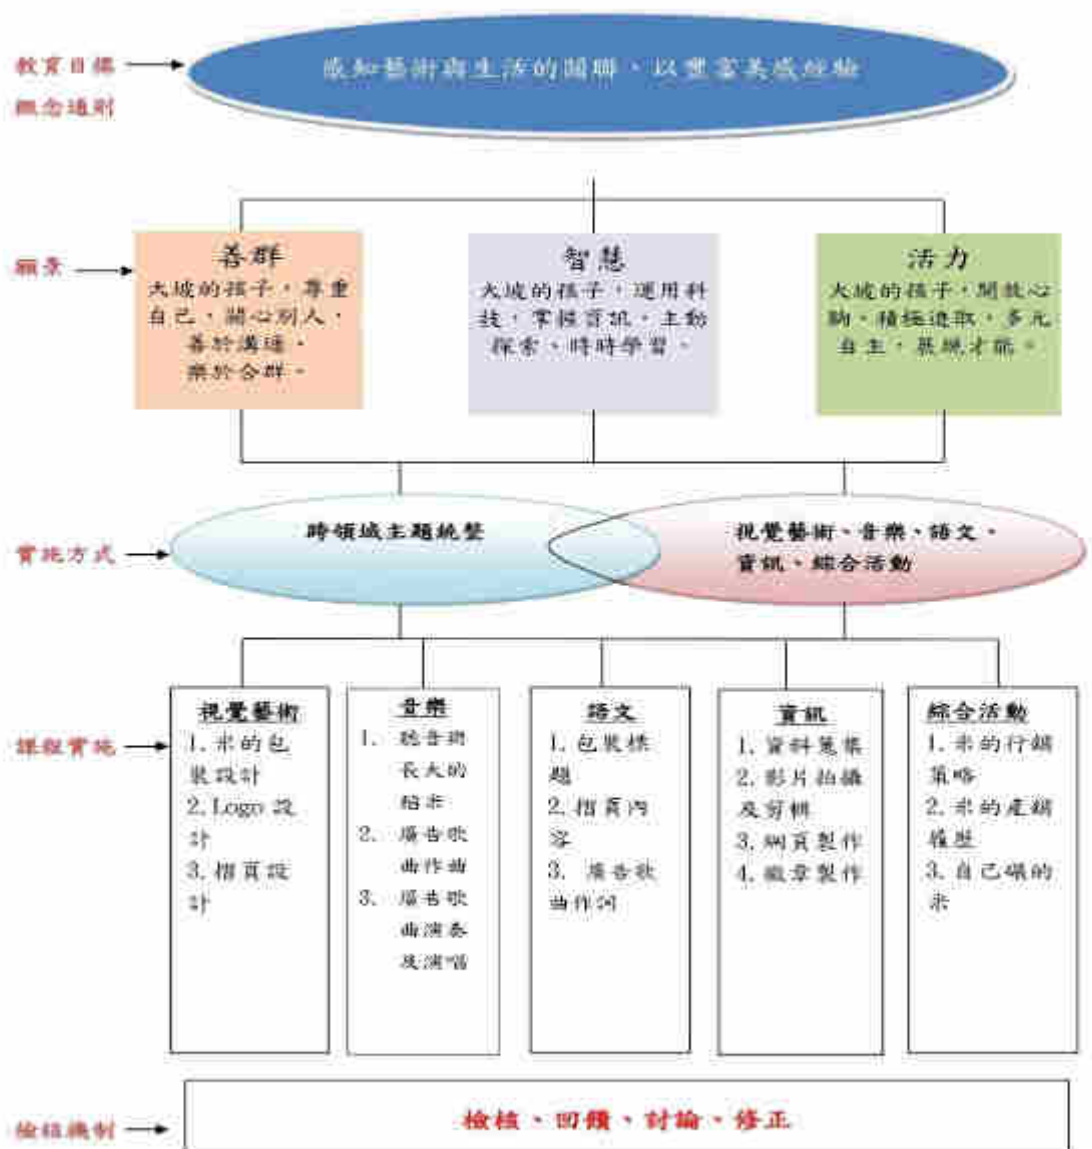 教育目標
概念通則
感知藝術與生活的關聯、以豐富美感經驗
願景
善群
大坡的孩子，尊重
自己，關心別人，
善於溝通，
樂於合群。
智慧
大坡的孩子，運用科
技，掌握資訊，主動
探索、時時學習。
活力
大坡的孩子，開放心
胸，積極進取，多元
自主，展現才能。
實施方式
跨領域主題統整
視覺藝術、音樂、語文、
資訊、綜合活動
課程實施
視覺藝術
1. 米的包
裝設計
2. Logo 設
計
3. 摺頁設
計
音樂
1. 聽音樂
長大的
稻米
2. 廣告歌
曲作曲
3. 廣告歌
曲演奏
及演唱
語文
1. 包裝標
題
2. 摺頁內
容
3. 廣告歌
曲作詞
資訊
1. 資料蒐集
2. 影片拍攝
及剪輯
3. 網頁製作
4. 徽章製作
綜合活動
1. 米的行銷
策略
2. 米的產銷
履歷
3. 自己碾的
米
檢核機制
檢核、回饋、討論、修正